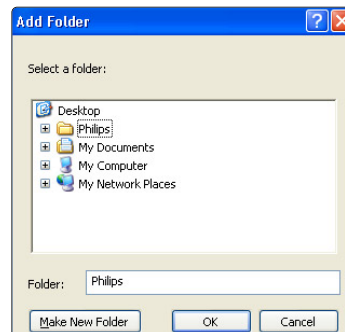 Add Folder
Select a folder:
Desktop
Philips
My Documents
My Computer
My Network Places
Folder: Philips
Make New Folder OK Cancel